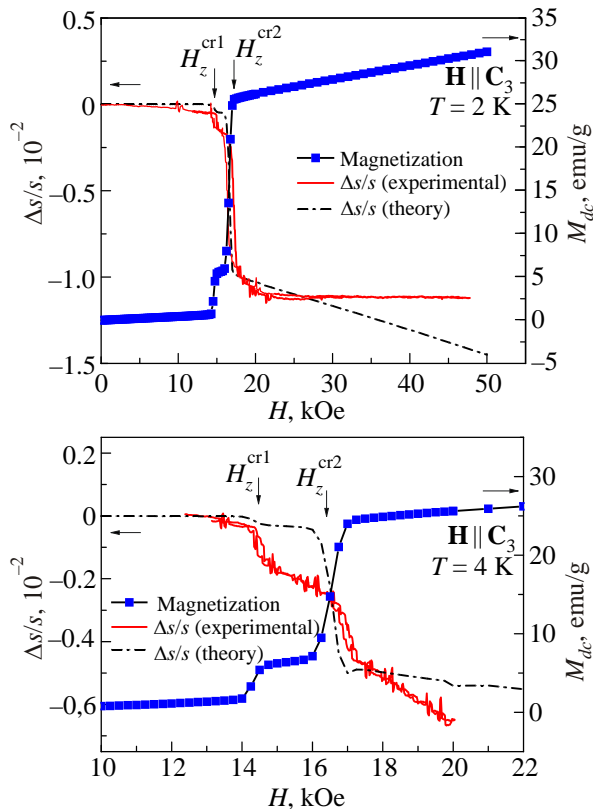 0.5
0
−0.5
−1.0
−1.5
Δs/s, 10⁻²
H_z^cr1 H_z^cr2
35
30
25
20
15
10
5
0
−5
M_dc, emu/g
H || C₃
T = 2 K
Magnetization
Δs/s (experimental)
Δs/s (theory)
0 10 20 30 40 50
H, kOe
0.2
0
−0.2
−0.4
−0,6
Δs/s, 10⁻²
H_z^cr1 H_z^cr2
30
20
10
0
M_dc, emu/g
H || C₃
T = 4 K
Magnetization
Δs/s (experimental)
Δs/s (theory)
10 12 14 16 18 20 22
H, kOe